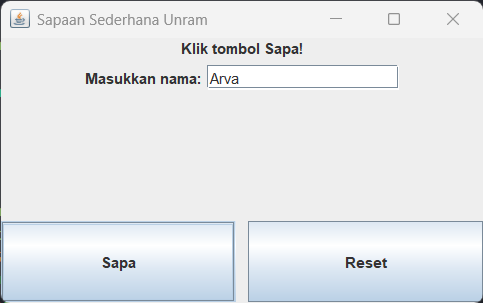 Sapaan Sederhana Unram
Klik tombol Sapa!
Masukkan nama: Arva
Sapa Reset